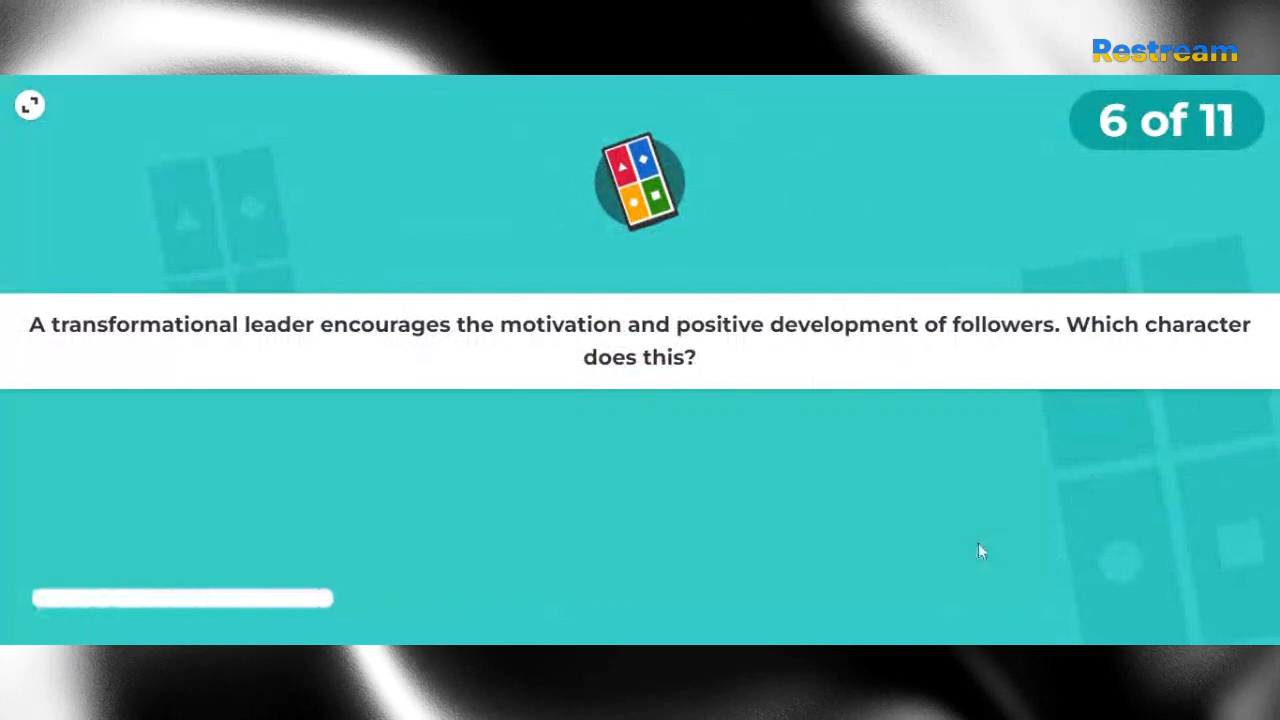 Restream
6 of 11
A transformational leader encourages the motivation and positive development of followers. Which character
does this?